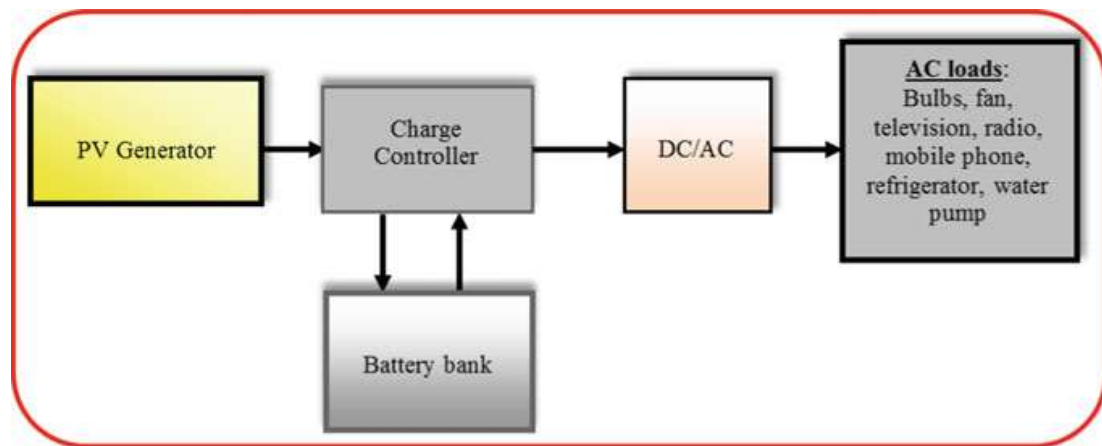 PV Generator
Charge
Controller
DC/AC
AC loads:
Bulbs, fan,
television, radio,
mobile phone,
refrigerator, water
pump
Battery bank